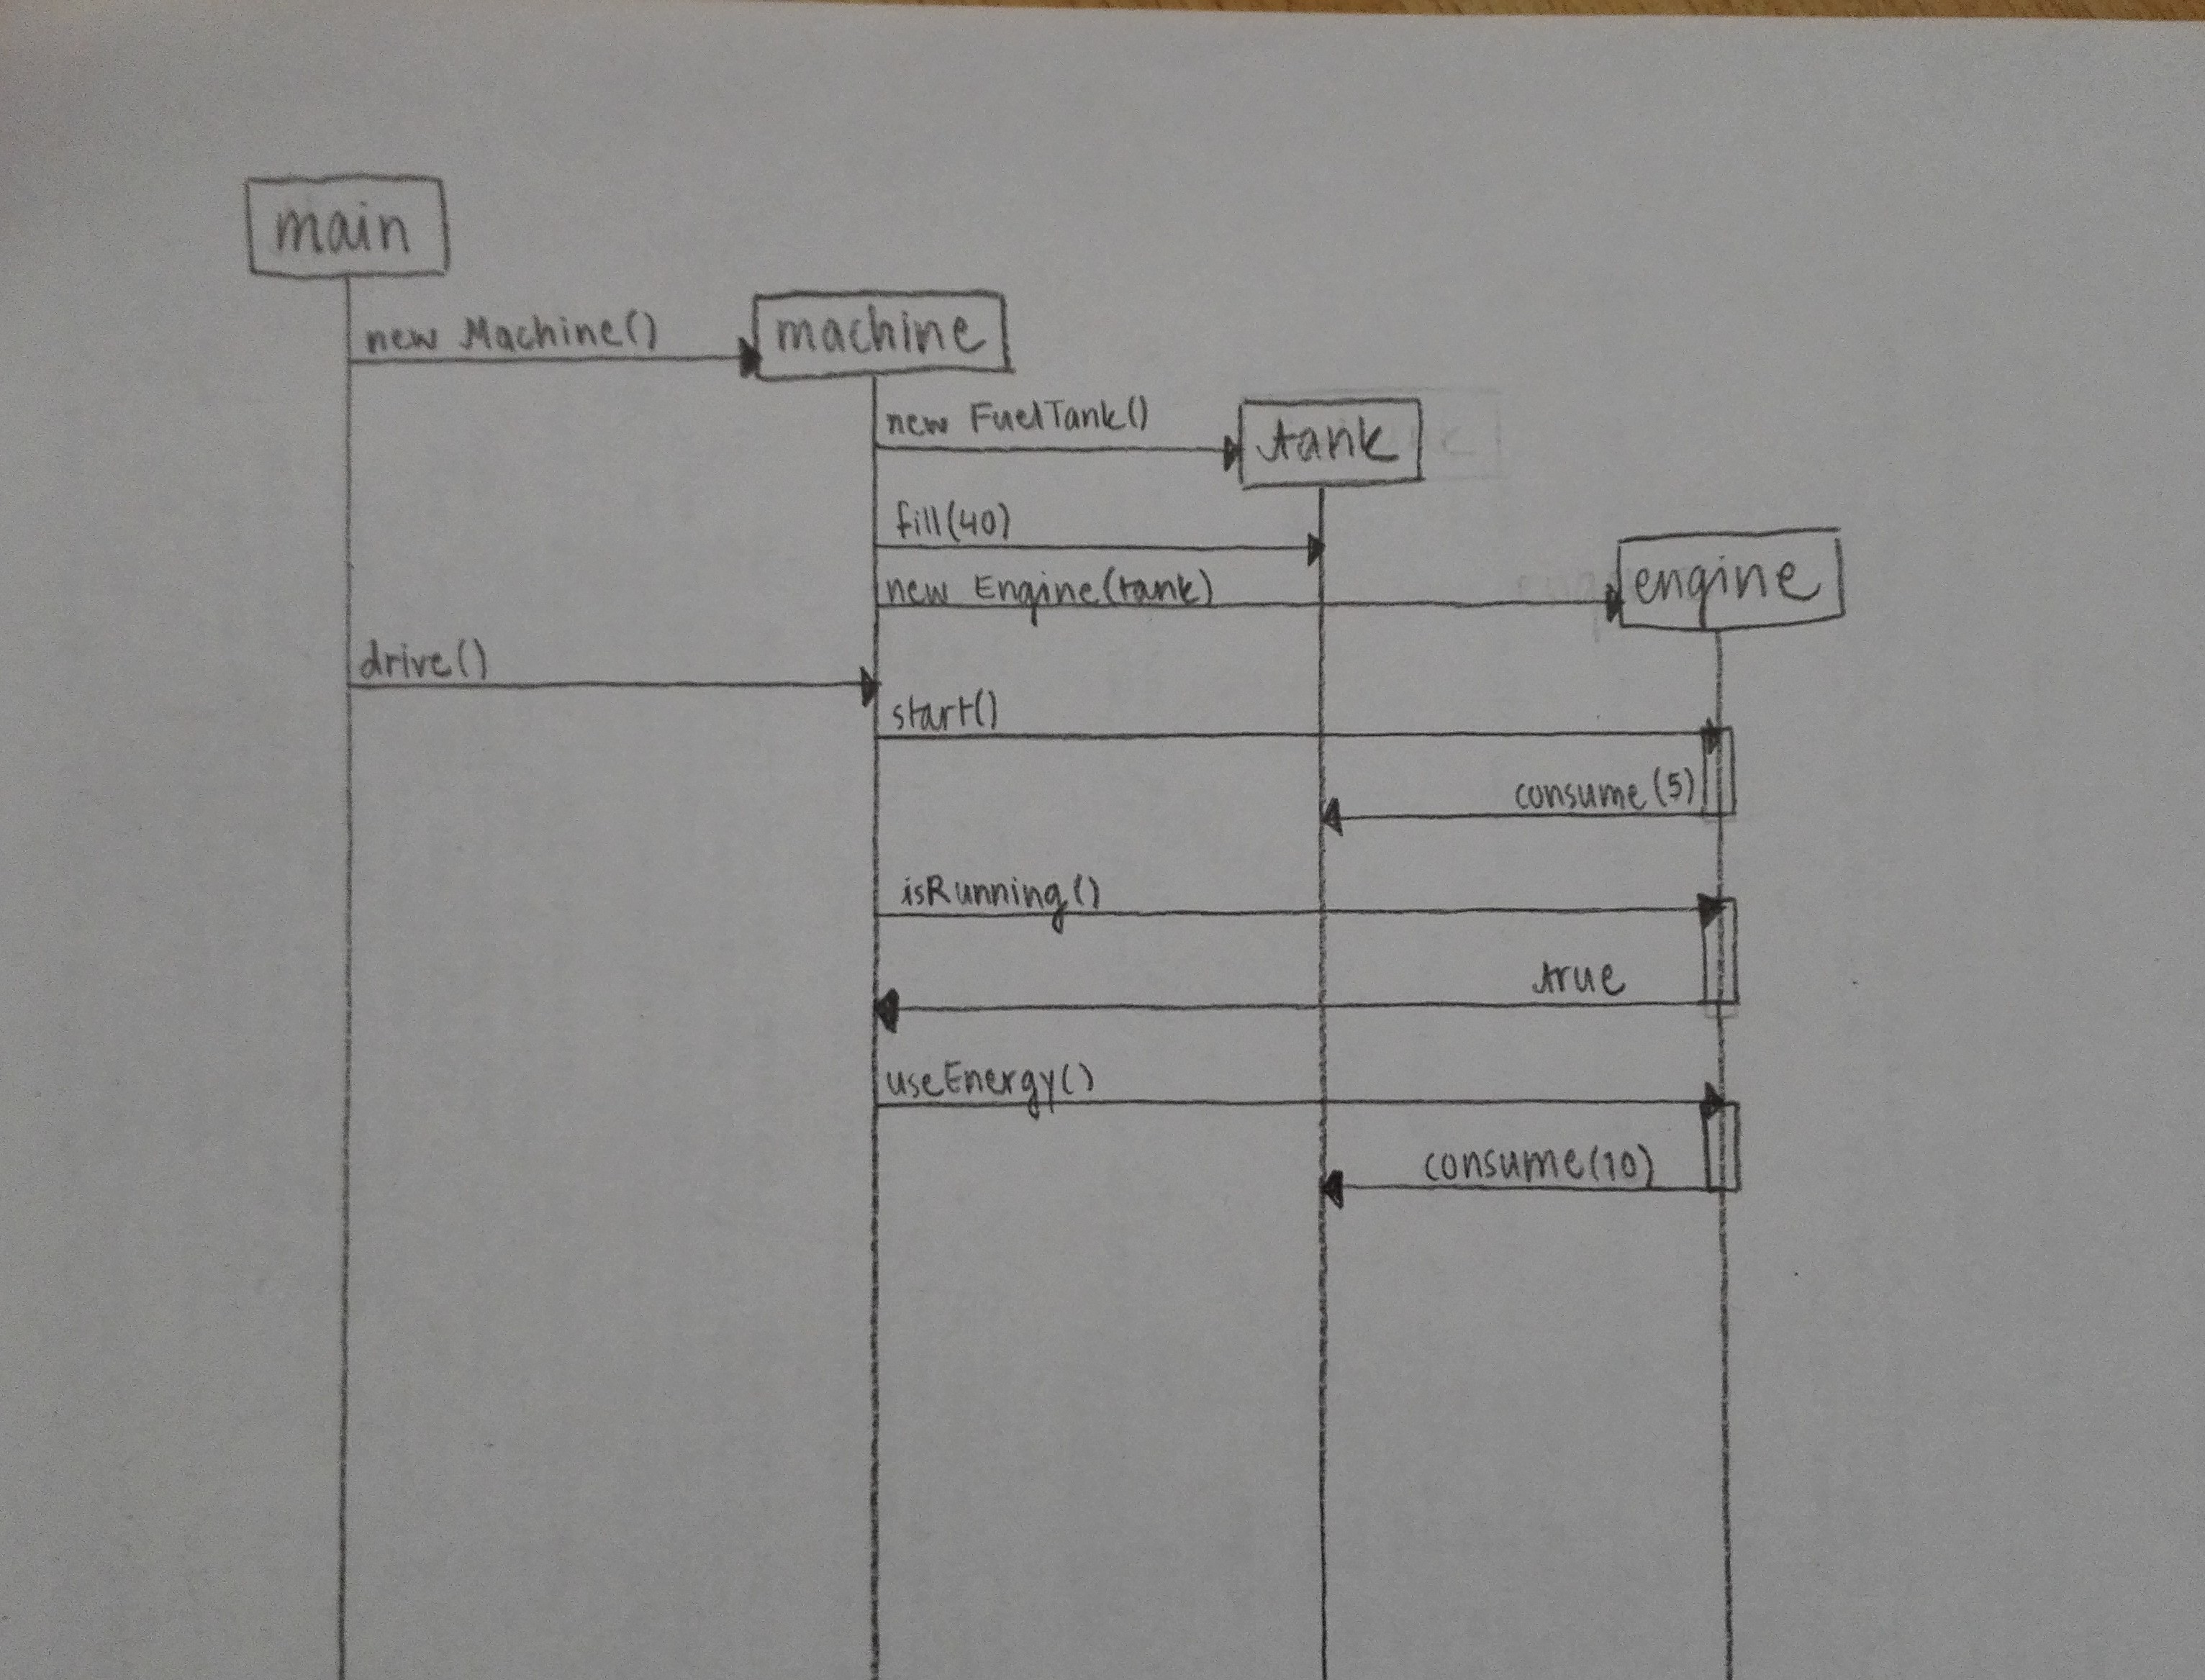 main
new Machine()
machine
new FuelTank()
tank
fill(40)
new Engine(tank)
engine
drive()
start()
consume(5)
isRunning()
true
useEnergy()
consume(10)